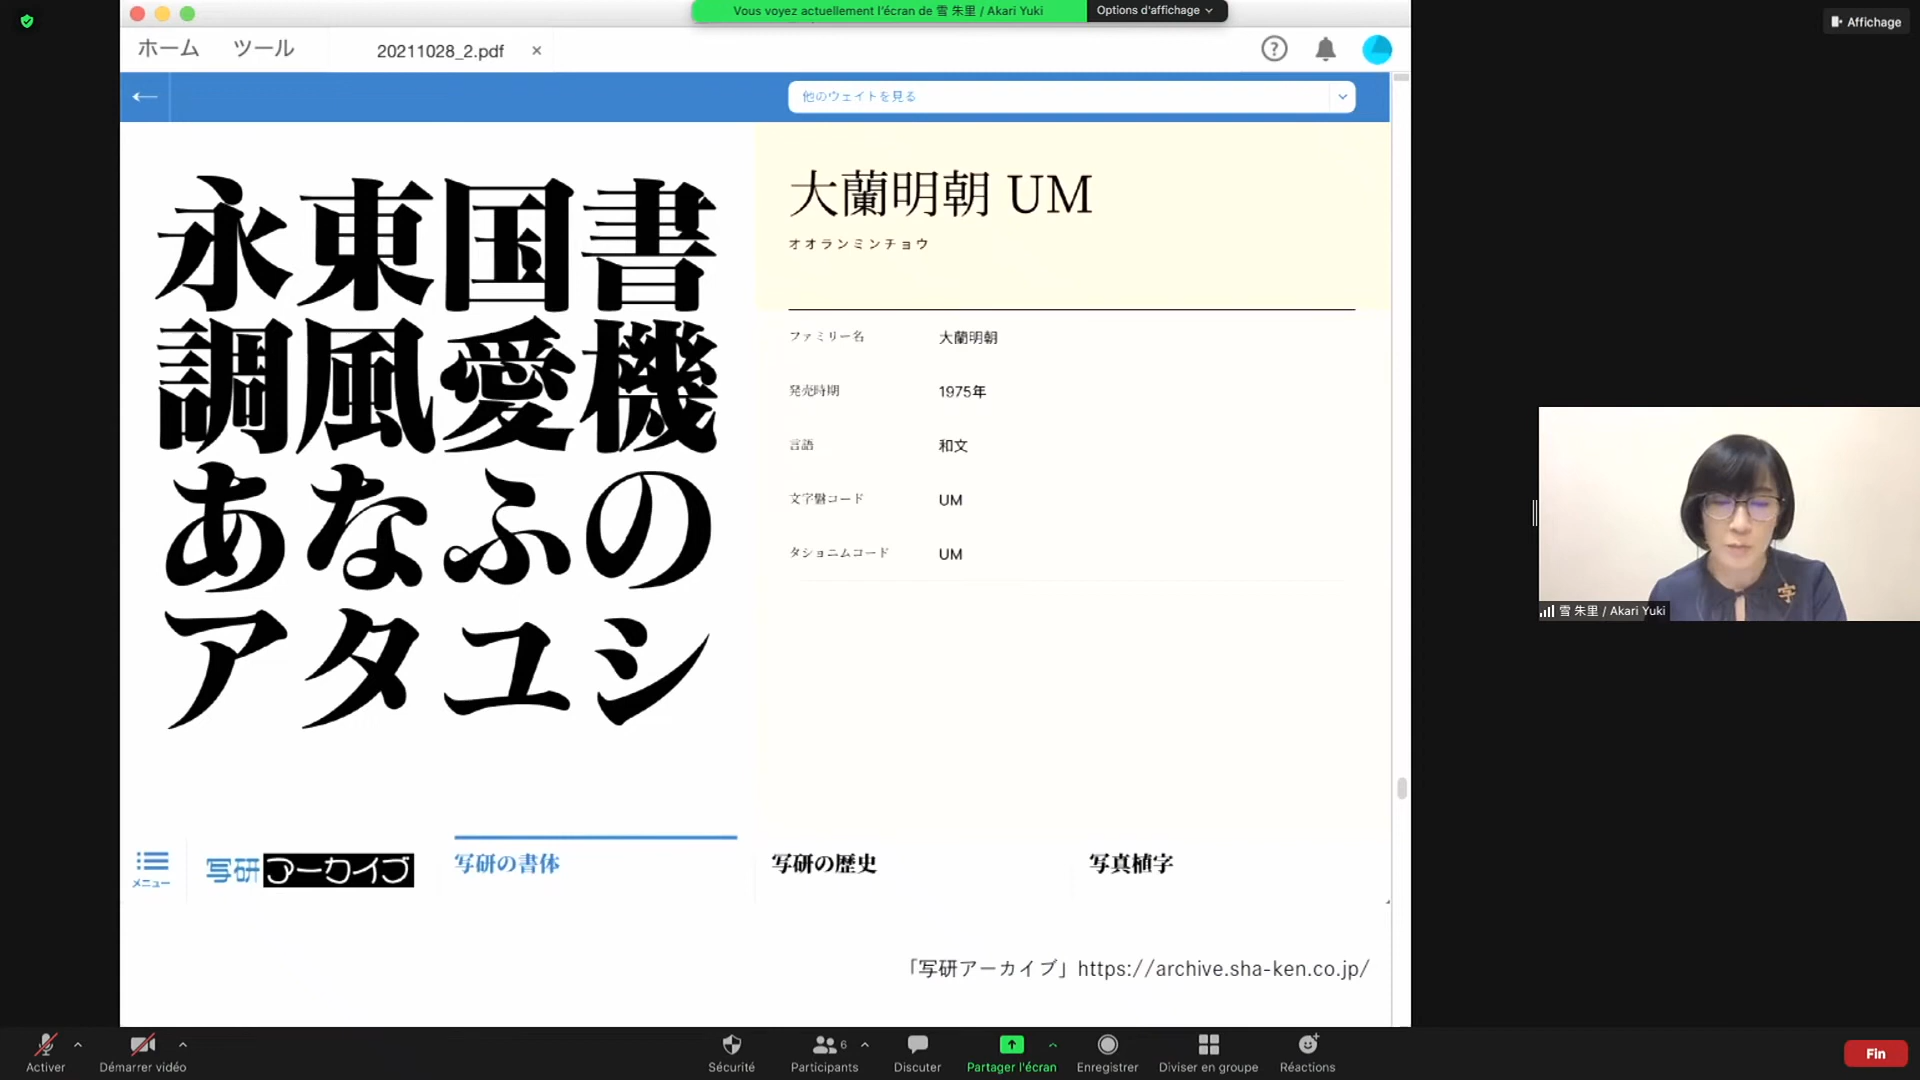 Vous voyez actuellement l'écran de 雪 朱里 / Akari Yuki
Options d'affichage
Affichage
ホーム
ツール
20211028_2.pdf
他のウェイトを見る
永東国書
調風愛機
あなふの
アタユシ
大蘭明朝 UM
オオランミンチョウ
ファミリー名 大蘭明朝
発売時期 1975年
言語 和文
文字盤コード UM
タショニムコード UM
メニュー
写研アーカイブ
写研の書体
写研の歴史
写真植字
「写研アーカイブ」https://archive.sha-ken.co.jp/
字
雪 朱里 / Akari Yuki
Activer
Démarrer vidéo
Sécurité
Participants 6
Discuter
Partager l'écran
Enregistrer
Diviser en groupe
Réactions
Fin